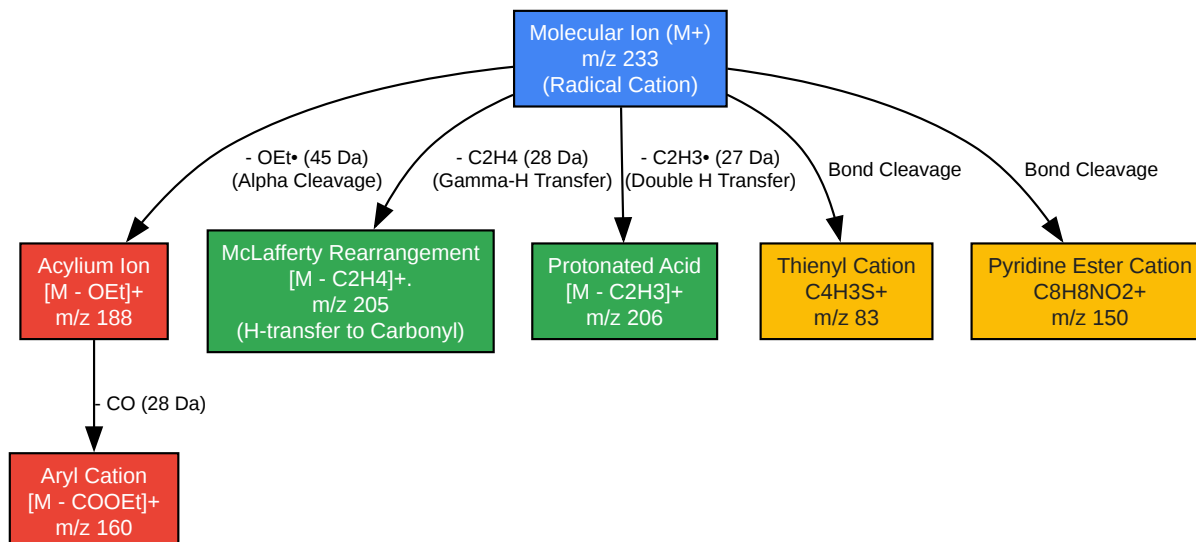 Molecular Ion (M+)
m/z 233
(Radical Cation)
- OEt• (45 Da)
(Alpha Cleavage)
- C2H4 (28 Da)
(Gamma-H Transfer)
- C2H3• (27 Da)
(Double H Transfer)
Bond Cleavage
Bond Cleavage
Acylium Ion
[M - OEt]+
m/z 188
McLafferty Rearrangement
[M - C2H4]+.
m/z 205
(H-transfer to Carbonyl)
Protonated Acid
[M - C2H3]+
m/z 206
Thienyl Cation
C4H3S+
m/z 83
Pyridine Ester Cation
C8H8NO2+
m/z 150
- CO (28 Da)
Aryl Cation
[M - COOEt]+
m/z 160